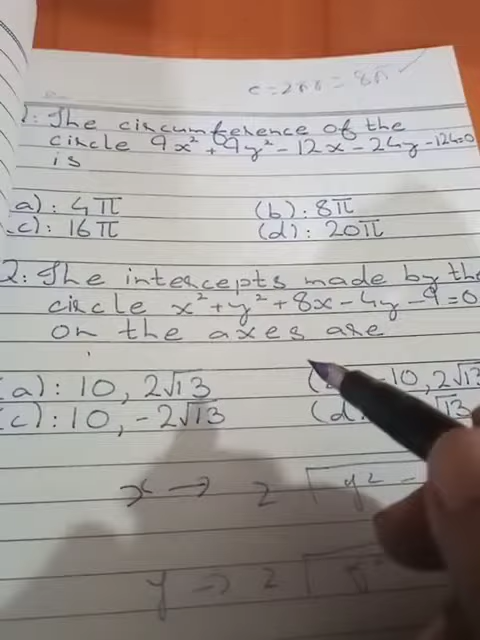 c = 2πr = 8π ✓
1: The circumference of the
circle 9x² + 9y² - 12x - 24y - 124=0
is
a): 4π (b): 8π
c): 16π (d): 20π
2: The intercepts made by the
circle x² + y² + 8x - 4y - 9 = 0
on the axes are
(a): 10, 2√13 -10, 2√13
(c): 10, -2√13 (d √13
x → 2 √g² -
y → 2 √